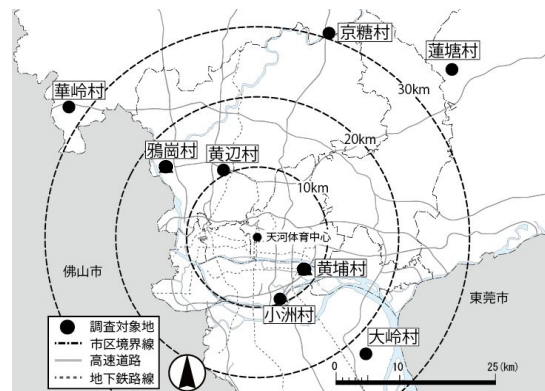 京糖村
蓮塘村
華岭村
30km
鴉崗村
黄辺村
20km
10km
天河体育中心
佛山市
黄埔村
東莞市
小洲村
大岭村
調査対象地
市区境界線
高速道路
地下鉄路線
0
5
10
25(km)